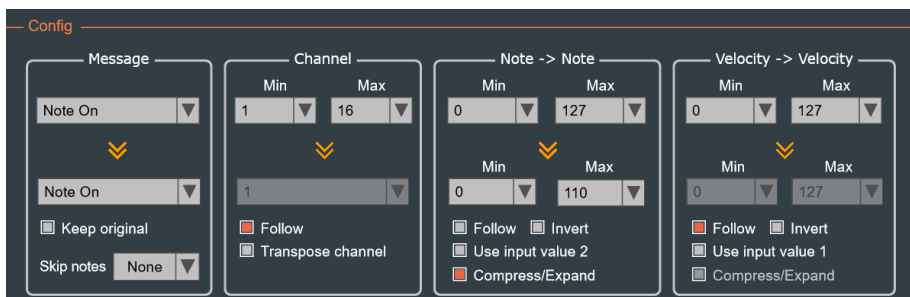 Config
Message
Channel
Note -> Note
Velocity -> Velocity
Min Max Min Max Min Max
Note On 1 16 0 127 0 127
Min Max Min Max
Note On 1 0 110 0 127
Keep original Follow Follow Invert Follow Invert
Transpose channel Use input value 2 Use input value 1
Skip notes None Compress/Expand Compress/Expand